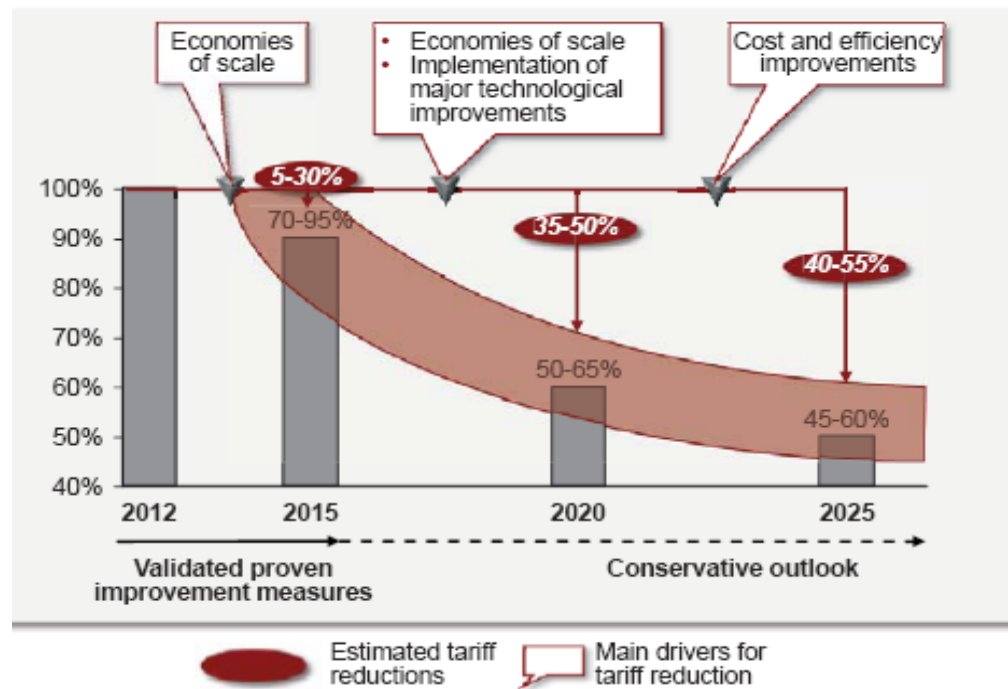 Economies
of scale
• Economies of scale
• Implementation of
major technological
improvements
Cost and efficiency
improvements
100%
90%
80%
70%
60%
50%
40%
5-30%
70-95%
35-50%
50-65%
40-55%
45-60%
2012
2015
2020
2025
Validated proven
improvement measures
Conservative outlook
Estimated tariff
reductions
Main drivers for
tariff reduction